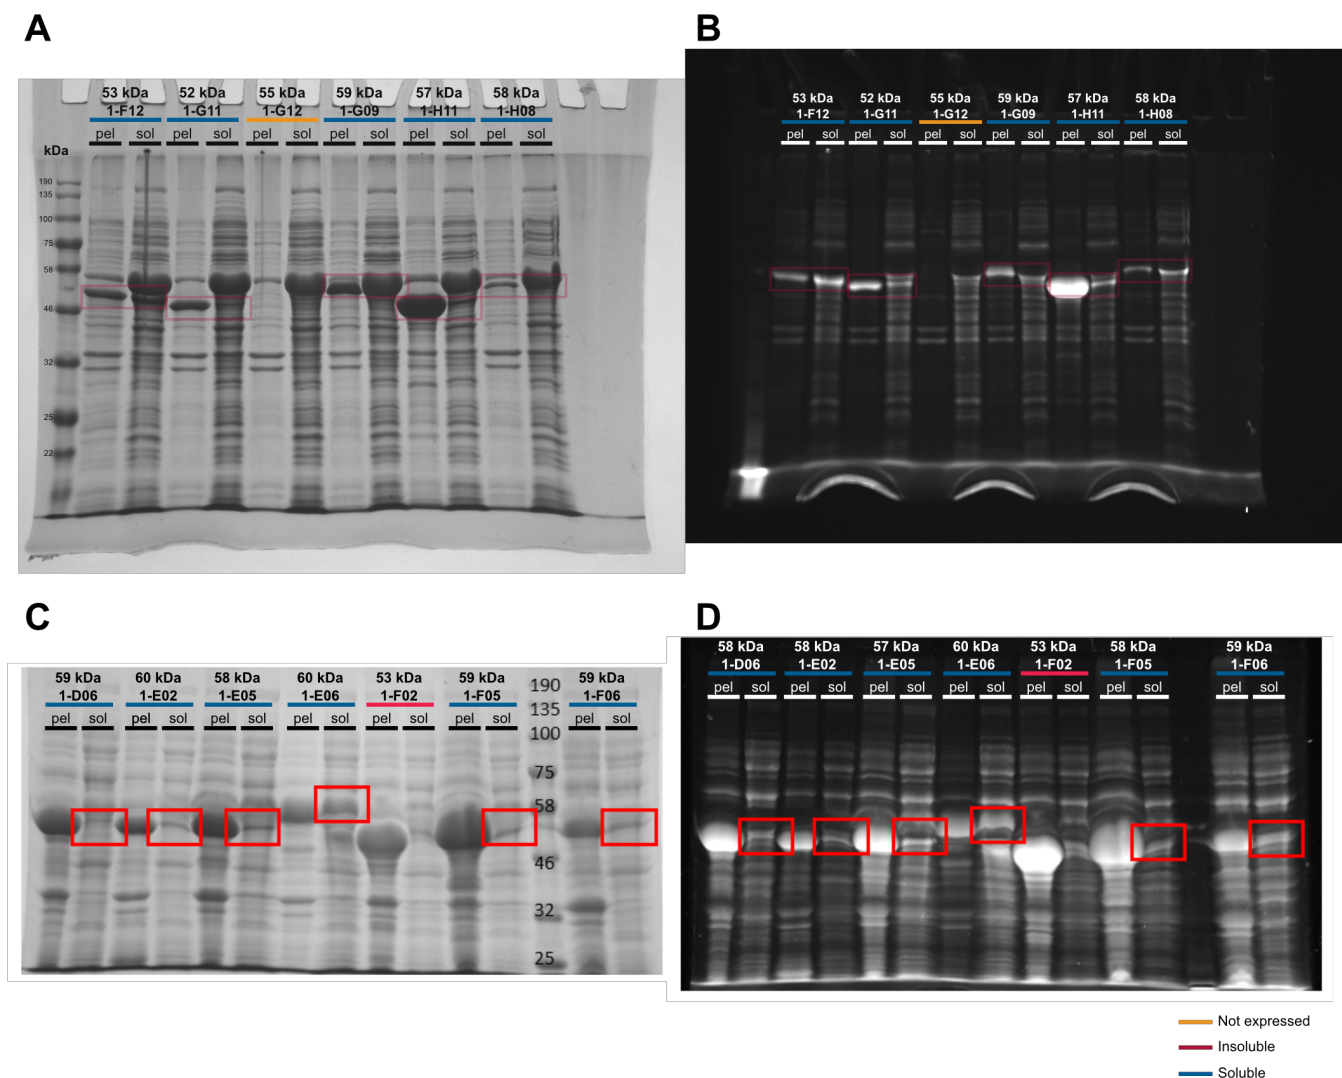 A
B
53 kDa 52 kDa 55 kDa 59 kDa 57 kDa 58 kDa
1-F12 1-G11 1-G12 1-G09 1-H11 1-H08
pel sol pel sol pel sol pel sol pel sol pel sol
kDa
190
135
100
75
58
46
32
25
22
53 kDa 52 kDa 55 kDa 59 kDa 57 kDa 58 kDa
1-F12 1-G11 1-G12 1-G09 1-H11 1-H08
pel sol pel sol pel sol pel sol pel sol pel sol
C
D
59 kDa 60 kDa 58 kDa 60 kDa 53 kDa 59 kDa 59 kDa
1-D06 1-E02 1-E05 1-E06 1-F02 1-F05 1-F06
pel sol pel sol pel sol pel sol pel sol pel sol pel sol
190
135
100
75
58
46
32
25
58 kDa 58 kDa 57 kDa 60 kDa 53 kDa 58 kDa 59 kDa
1-D06 1-E02 1-E05 1-E06 1-F02 1-F05 1-F06
pel sol pel sol pel sol pel sol pel sol pel sol pel sol
Not expressed
Insoluble
Soluble